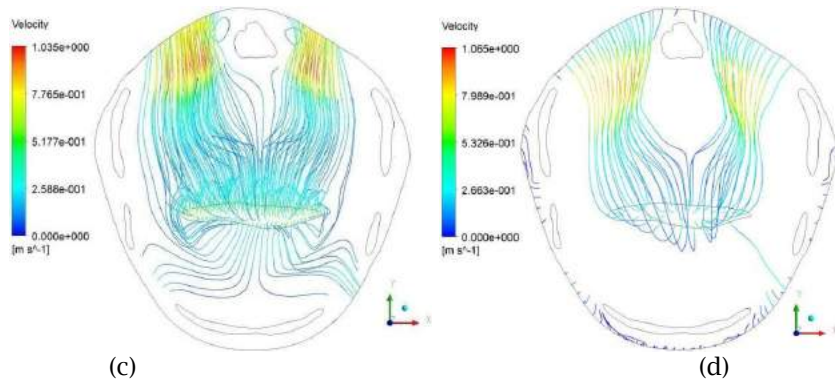 Velocity
1.035e+000
7.765e-001
5.177e-001
2.588e-001
0.000e+000
[m s^-1]
Y
X
(c)
Velocity
1.065e+000
7.989e-001
5.326e-001
2.663e-001
0.000e+000
[m s^-1]
Y
(d)